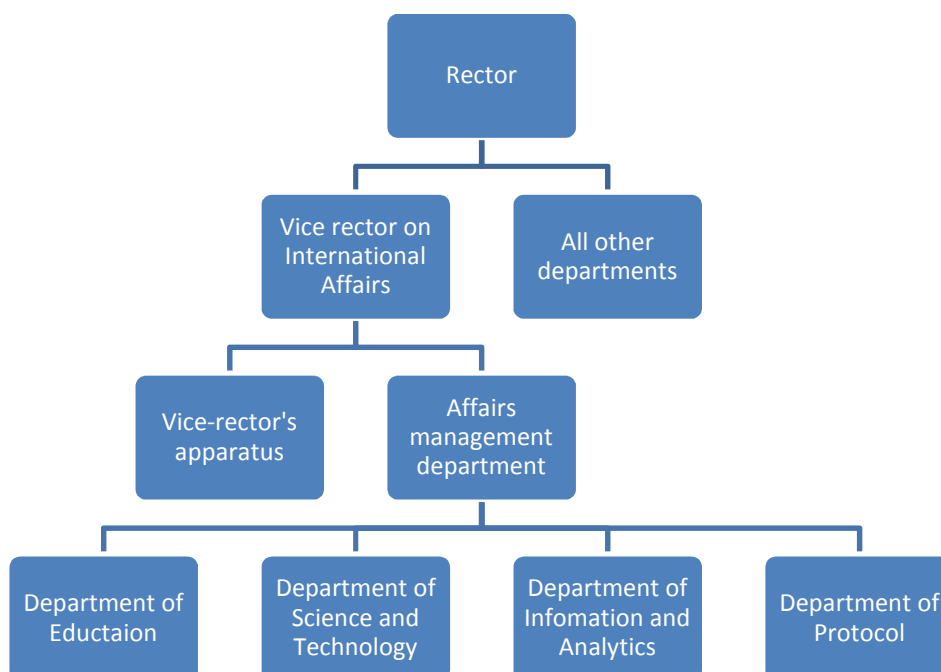 Rector
Vice rector on
International
Affairs
All other
departments
Vice-rector's
apparatus
Affairs
management
department
Department of
Eductaion
Department of
Science and
Technology
Department of
Infomation and
Analytics
Department of
Protocol